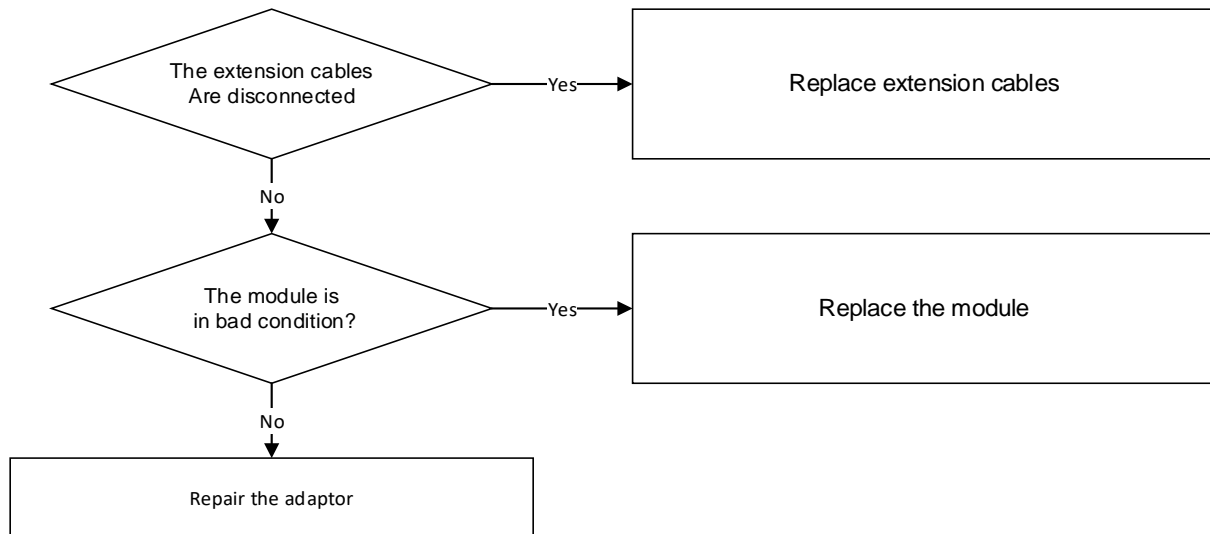 The extension cables
Are disconnected
Yes
Replace extension cables
No
The module is
in bad condition?
Yes
Replace the module
No
Repair the adaptor